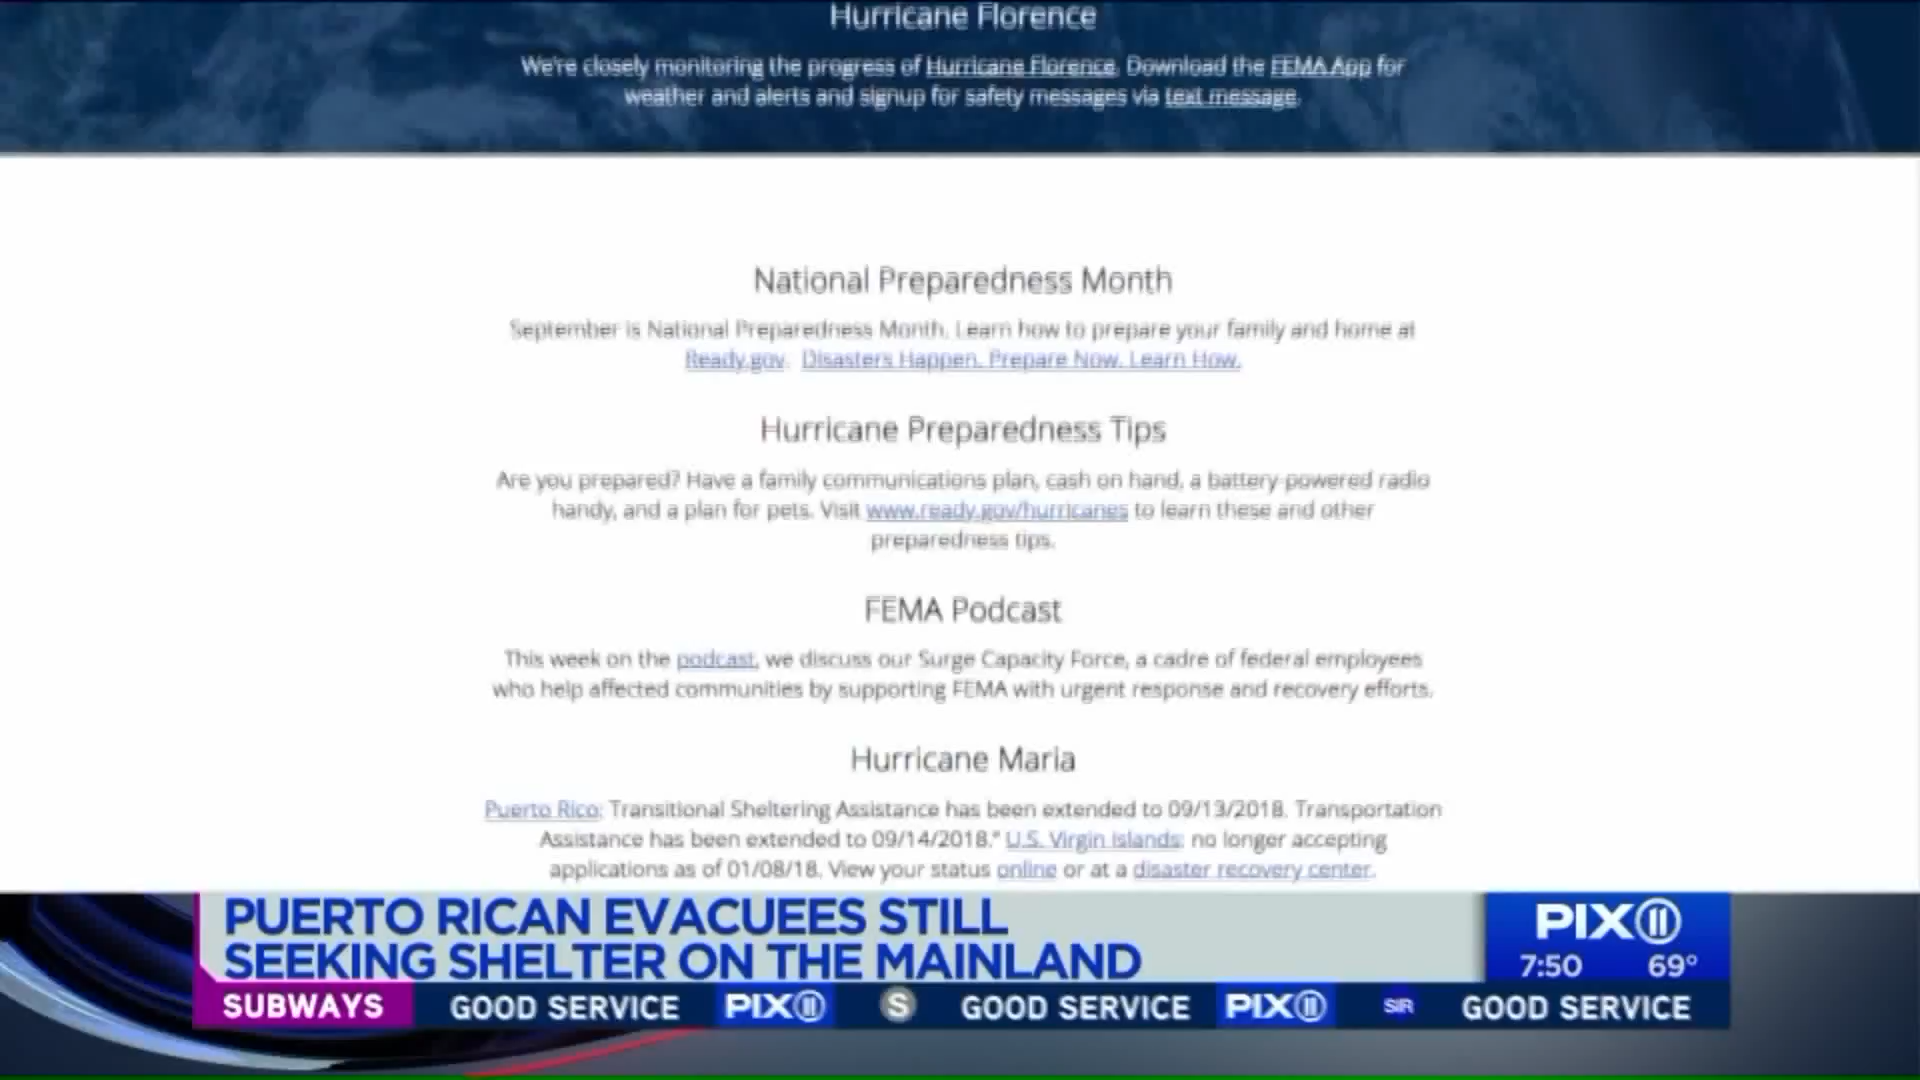 Hurricane Florence
We're closely monitoring the progress of Hurricane Florence. Download the FEMA App for
weather and alerts and signup for safety messages via text message.
National Preparedness Month
September is National Preparedness Month. Learn how to prepare your family and home at
Ready.gov. Disasters Happen. Prepare Now. Learn How.
Hurricane Preparedness Tips
Are you prepared? Have a family communications plan, cash on hand, a battery-powered radio
handy, and a plan for pets. Visit www.ready.gov/hurricanes to learn these and other
preparedness tips.
FEMA Podcast
This week on the podcast, we discuss our Surge Capacity Force, a cadre of federal employees
who help affected communities by supporting FEMA with urgent response and recovery efforts.
Hurricane Maria
Puerto Rico: Transitional Sheltering Assistance has been extended to 09/13/2018. Transportation
Assistance has been extended to 09/14/2018." U.S. Virgin Islands: no longer accepting
applications as of 01/08/18. View your status online or at a disaster recovery center.
PUERTO RICAN EVACUEES STILL
SEEKING SHELTER ON THE MAINLAND
PIX11
7:50 69°
SUBWAYS GOOD SERVICE PIX11 S GOOD SERVICE PIX11 SIR GOOD SERVICE